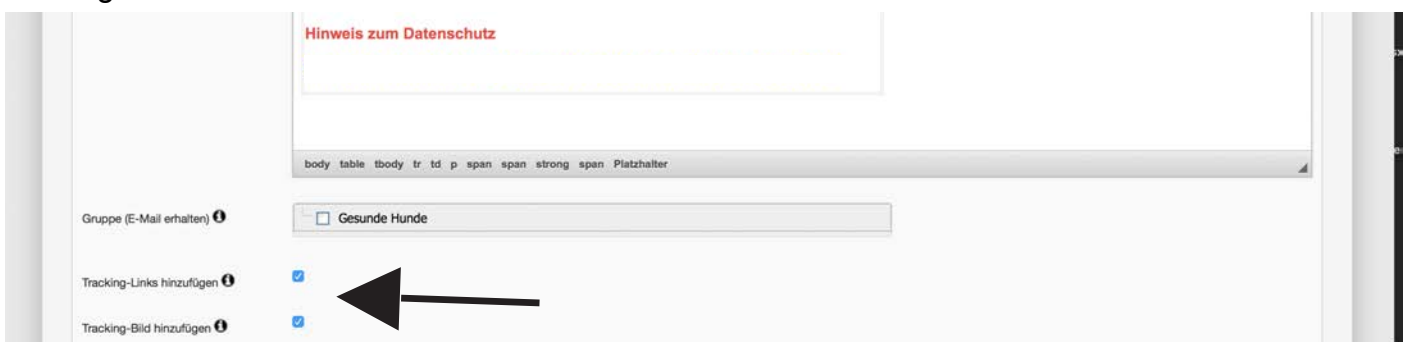 Hinweis zum Datenschutz
body table tbody tr td p span span strong span Platzhalter
Gruppe (E-Mail erhalten)
Gesunde Hunde
Tracking-Links hinzufügen
Tracking-Bild hinzufügen